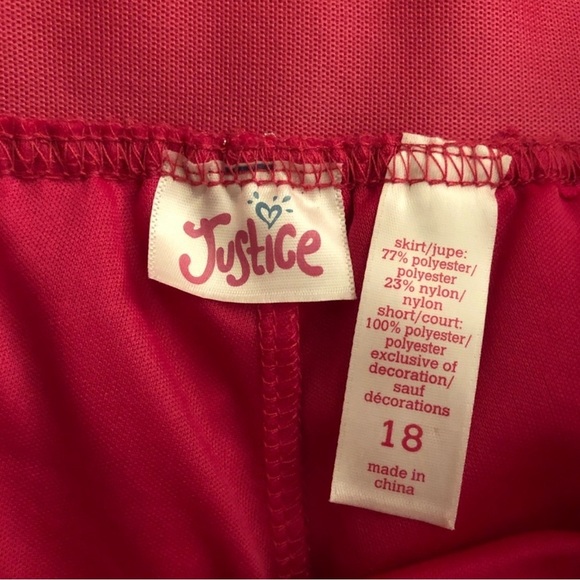 Justice
skirt/jupe:
77% polyester/
polyester
23% nylon/
nylon
short/court:
100% polyester/
polyester
exclusive of
decoration/
sauf
décorations
18
made in
china